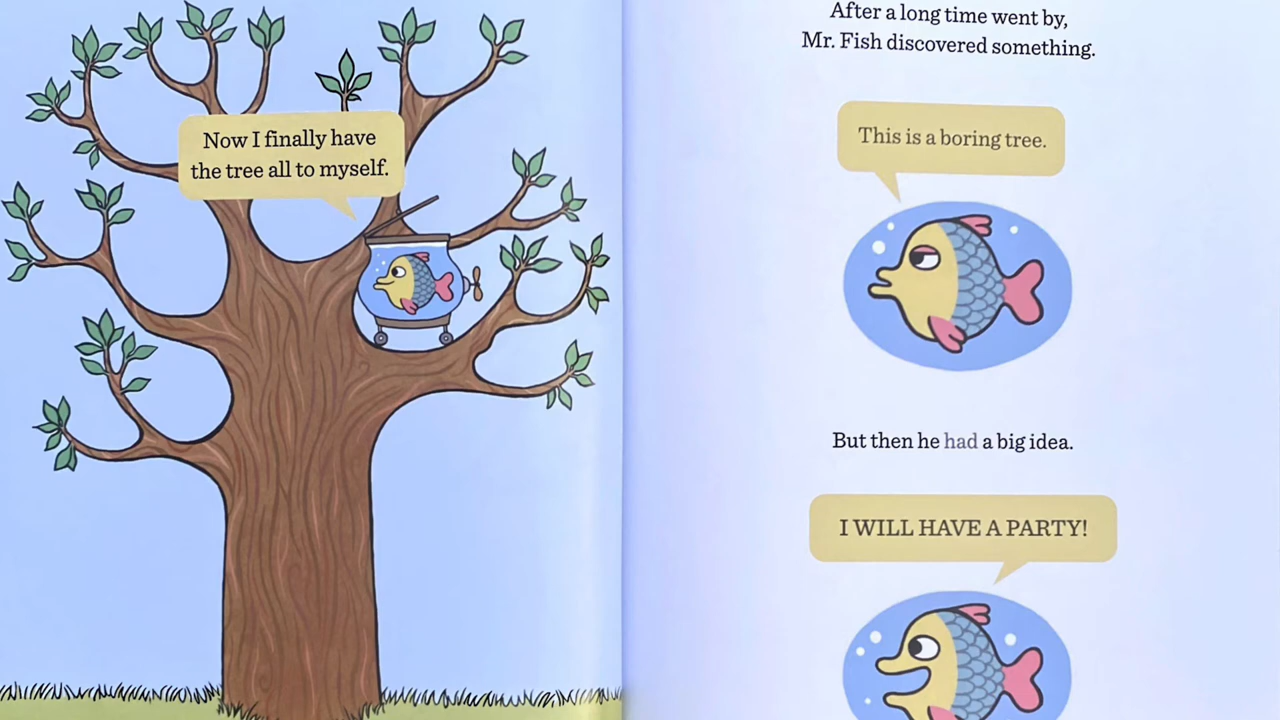 Now I finally have
the tree all to myself.
After a long time went by,
Mr. Fish discovered something.
This is a boring tree.
But then he had a big idea.
I WILL HAVE A PARTY!